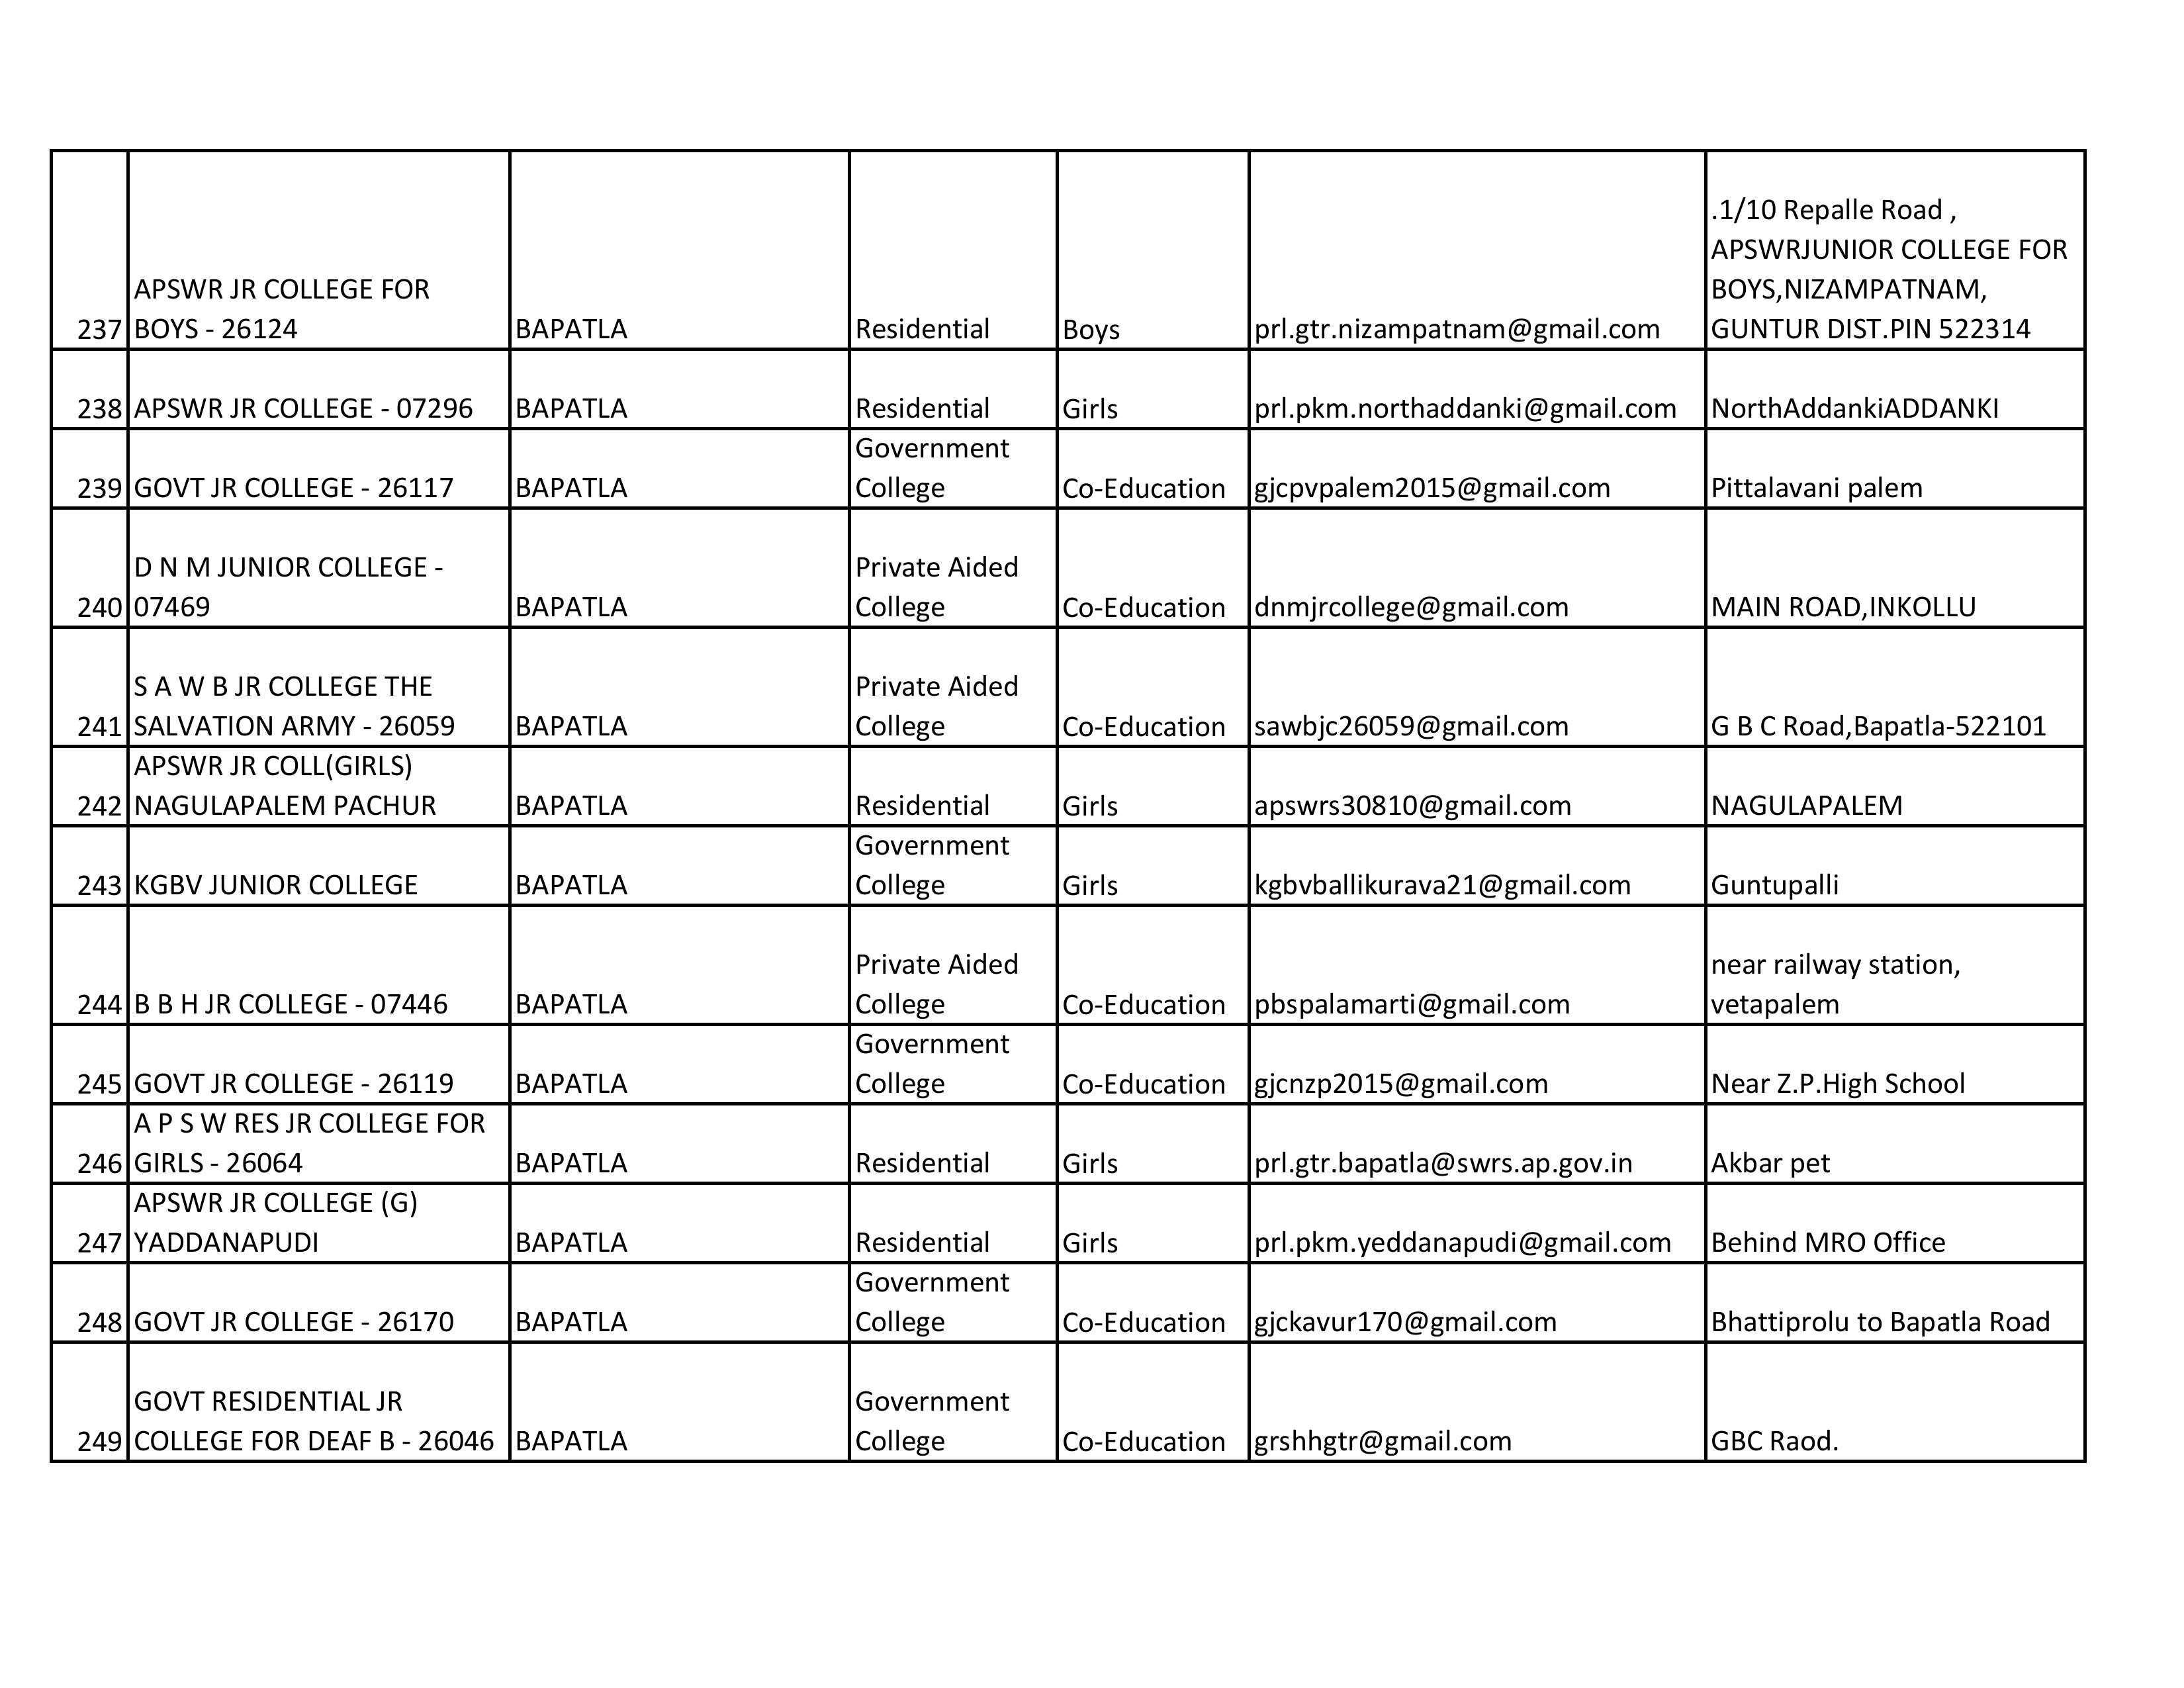 .1/10 Repalle Road ,
APSWRJUNIOR COLLEGE FOR
APSWR JR COLLEGE FOR BOYS,NIZAMPATNAM,
237 BOYS - 26124 BAPATLA Residential Boys prl.gtr.nizampatnam@gmail.com GUNTUR DIST.PIN 522314
238 APSWR JR COLLEGE - 07296 BAPATLA Residential Girls prl.pkm.northaddanki@gmail.com NorthAddankiADDANKI
Government
239 GOVT JR COLLEGE - 26117 BAPATLA College Co-Education gjcpvpalem2015@gmail.com Pittalavani palem
D N M JUNIOR COLLEGE - Private Aided
240 07469 BAPATLA College Co-Education dnmjrcollege@gmail.com MAIN ROAD,INKOLLU
S A W B JR COLLEGE THE Private Aided
241 SALVATION ARMY - 26059 BAPATLA College Co-Education sawbjc26059@gmail.com G B C Road,Bapatla-522101
APSWR JR COLL(GIRLS)
242 NAGULAPALEM PACHUR BAPATLA Residential Girls apswrs30810@gmail.com NAGULAPALEM
Government
243 KGBV JUNIOR COLLEGE BAPATLA College Girls kgbvballikurava21@gmail.com Guntupalli
Private Aided near railway station,
244 B B H JR COLLEGE - 07446 BAPATLA College Co-Education pbspalamarti@gmail.com vetapalem
Government
245 GOVT JR COLLEGE - 26119 BAPATLA College Co-Education gjcnzp2015@gmail.com Near Z.P.High School
A P S W RES JR COLLEGE FOR
246 GIRLS - 26064 BAPATLA Residential Girls prl.gtr.bapatla@swrs.ap.gov.in Akbar pet
APSWR JR COLLEGE (G)
247 YADDANAPUDI BAPATLA Residential Girls prl.pkm.yeddanapudi@gmail.com Behind MRO Office
Government
248 GOVT JR COLLEGE - 26170 BAPATLA College Co-Education gjckavur170@gmail.com Bhattiprolu to Bapatla Road
GOVT RESIDENTIAL JR Government
249 COLLEGE FOR DEAF B - 26046 BAPATLA College Co-Education grshhgtr@gmail.com GBC Raod.